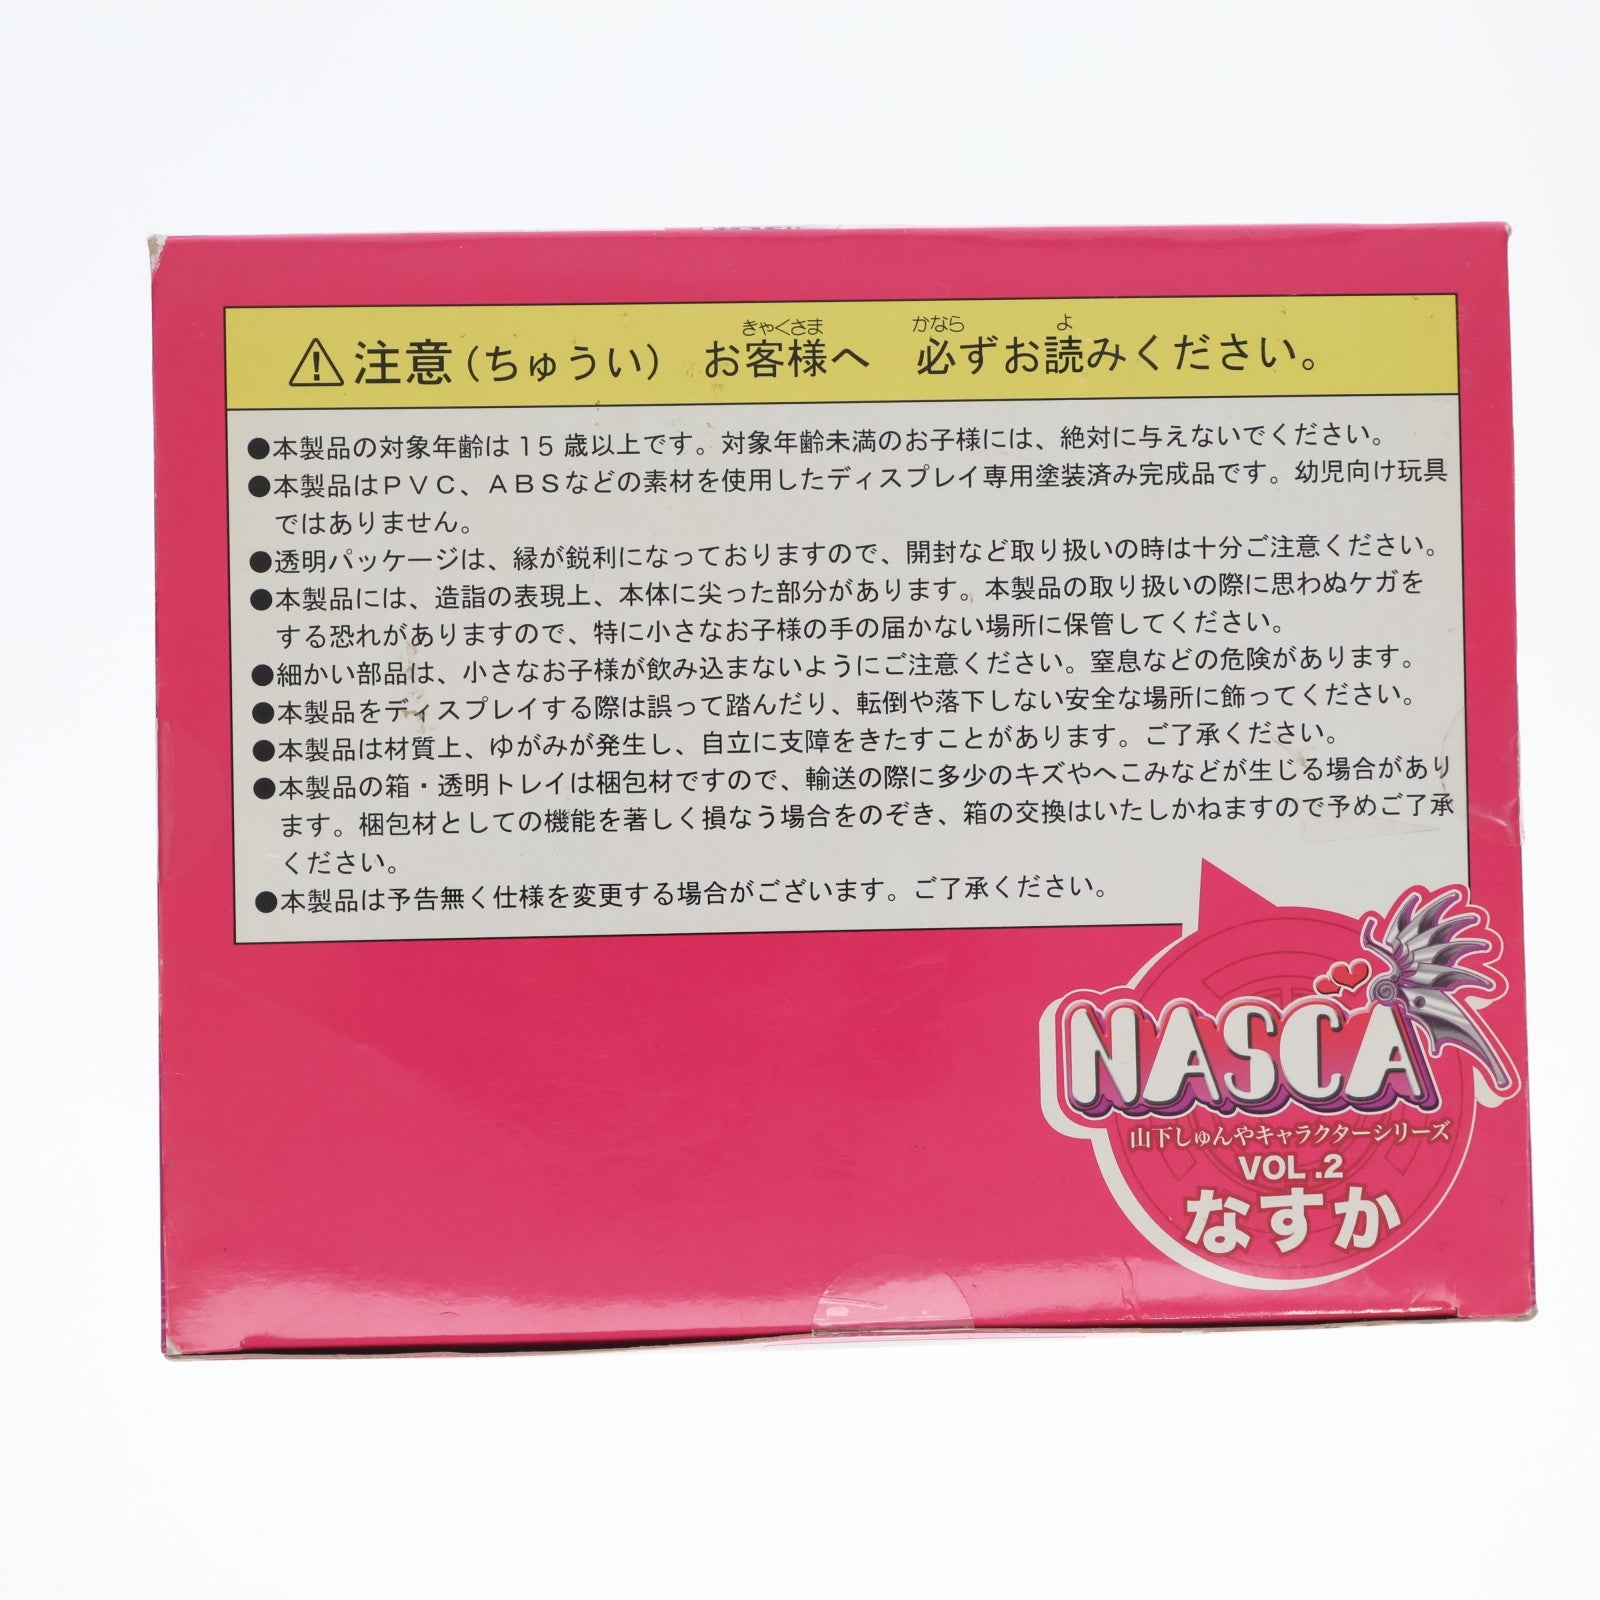 ⚠注意(ちゅうい) お客様へ 必ずお読みください。
きゃくさま かなら よ
●本製品の対象年齢は15歳以上です。対象年齢未満のお子様には、絶対に与えないでください。
●本製品はPVC、ABSなどの素材を使用したディスプレイ専用塗装済み完成品です。幼児向け玩具
ではありません。
●透明パッケージは、縁が鋭利になっておりますので、開封など取り扱いの時は十分ご注意ください。
●本製品には、造詣の表現上、本体に尖った部分があります。本製品の取り扱いの際に思わぬケガを
する恐れがありますので、特に小さなお子様の手の届かない場所に保管してください。
●細かい部品は、小さなお子様が飲み込まないようにご注意ください。窒息などの危険があります。
●本製品をディスプレイする際は誤って踏んだり、転倒や落下しない安全な場所に飾ってください。
●本製品は材質上、ゆがみが発生し、自立に支障をきたすことがあります。ご了承ください。
●本製品の箱・透明トレイは梱包材ですので、輸送の際に多少のキズやへこみなどが生じる場合があり
ます。梱包材としての機能を著しく損なう場合をのぞき、箱の交換はいたしかねますので予めご了承
ください。
●本製品は予告無く仕様を変更する場合がございます。ご了承ください。
NASCA
山下しゅんやキャラクターシリーズ
VOL.2
なすか